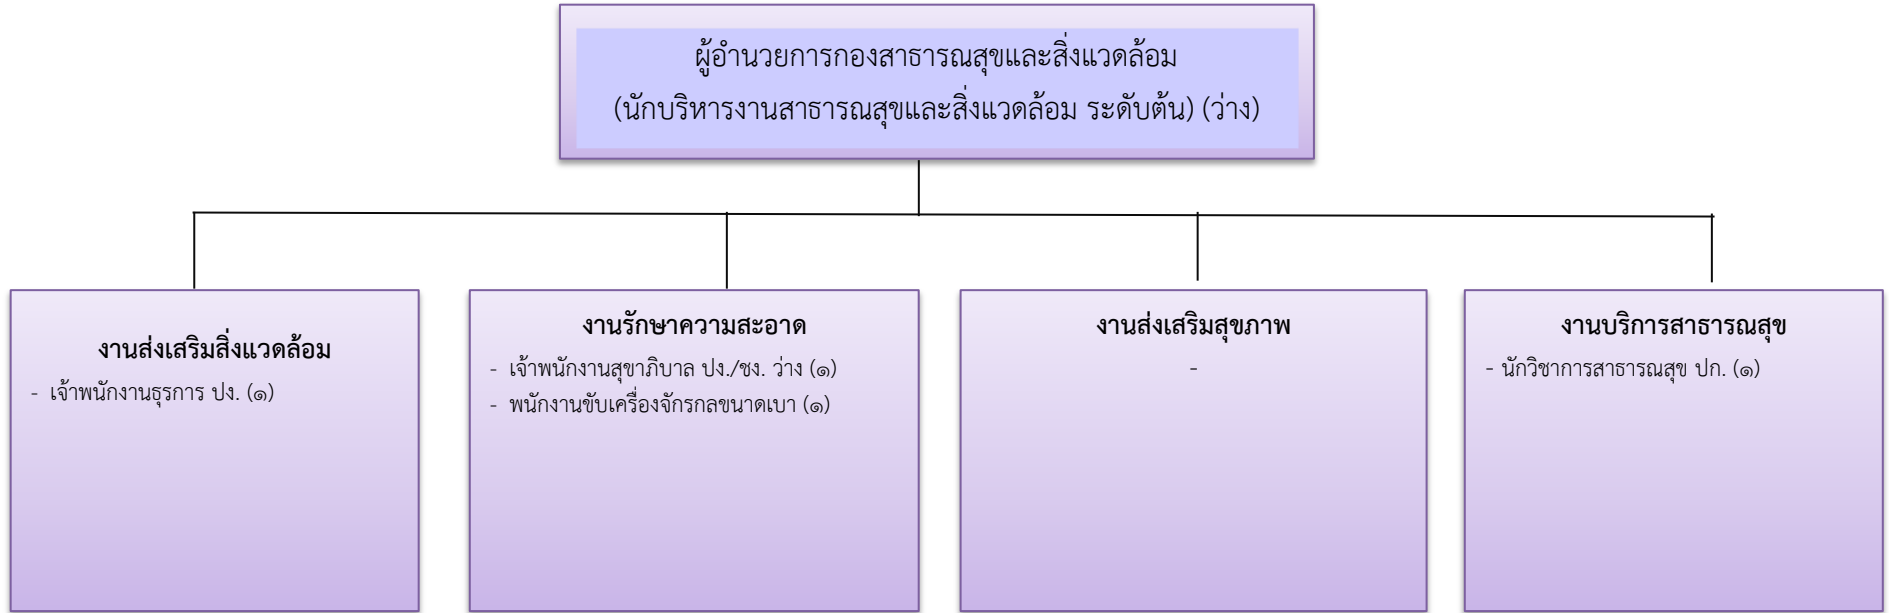 ผู้อำนวยการกองสาธารณสุขและสิ่งแวดล้อม
(นักบริหารงานสาธารณสุขและสิ่งแวดล้อม ระดับต้น) (ว่าง)
งานส่งเสริมสิ่งแวดล้อม
- เจ้าพนักงานธุรการ ปง. (๑)
งานรักษาความสะอาด
- เจ้าพนักงานสุขาภิบาล ปง./ชง. ว่าง (๑)
- พนักงานขับเครื่องจักรกลขนาดเบา (๑)
งานส่งเสริมสุขภาพ
-
งานบริการสาธารณสุข
- นักวิชาการสาธารณสุข ปก. (๑)